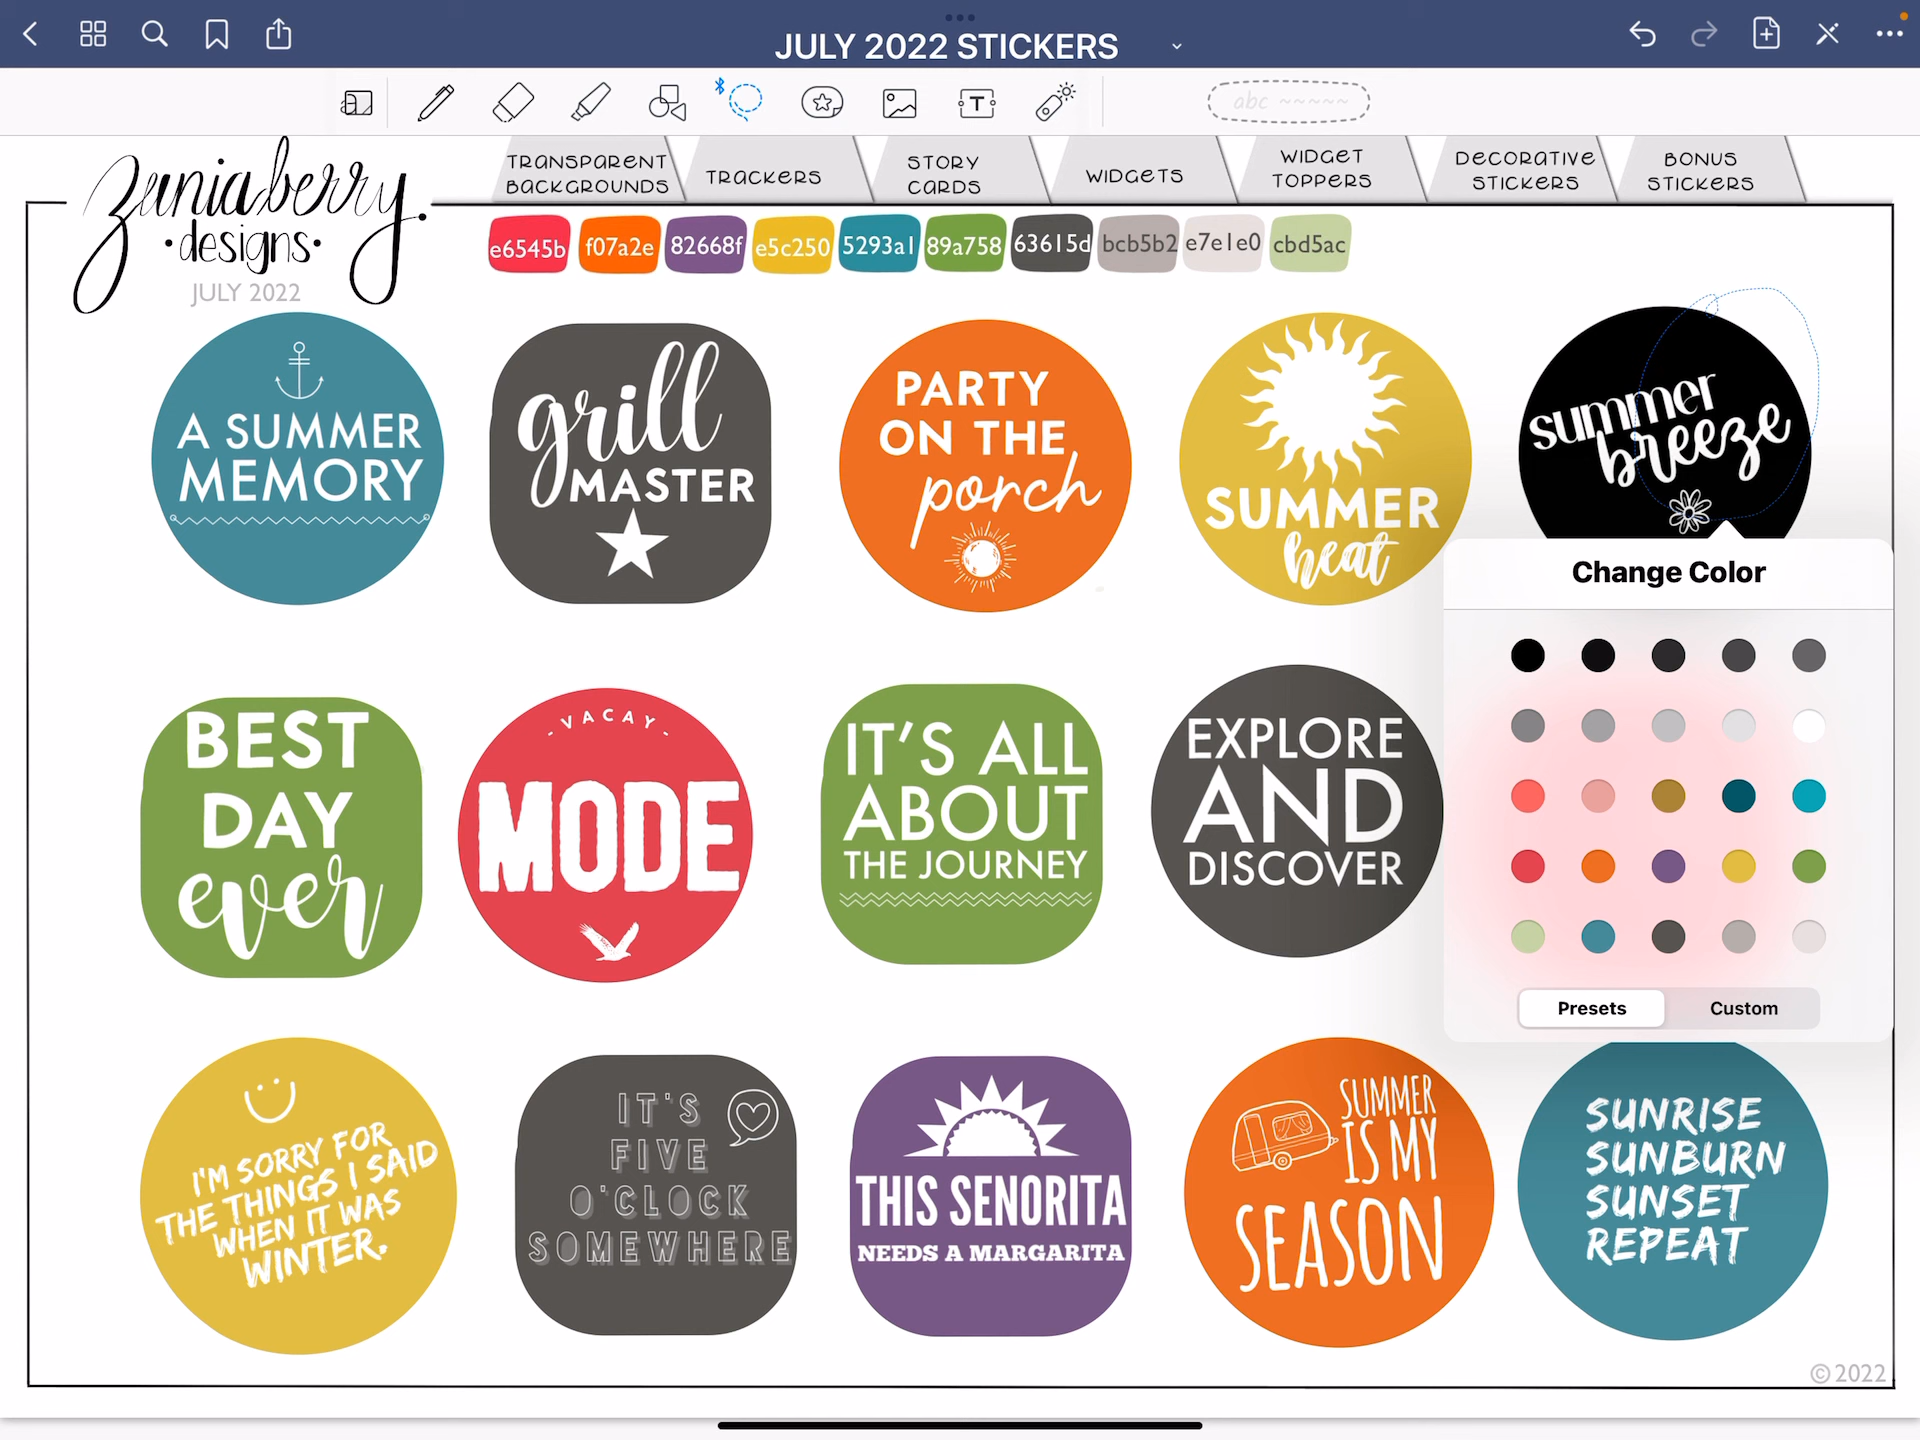 JULY 2022 STICKERS
abc ~~~~~
zuniaberry.
•designs•
JULY 2022
TRANSPARENT
BACKGROUNDS
TRACKERS
STORY
CARDS
WIDGETS
WIDGET
TOPPERS
DECORATIVE
STICKERS
BONUS
STICKERS
e6545b f07a2e 82668f e5c250 5293a1 89a758 63615d bcb5b2 e7e1e0 cbd5ac
A SUMMER
MEMORY
grill
MASTER
PARTY
ON THE
porch
SUMMER
heat
summer
breeze
Change Color
Presets Custom
BEST
DAY
ever
-VACAY-
MODE
IT'S ALL
ABOUT
THE JOURNEY
EXPLORE
AND
DISCOVER
I'M SORRY FOR
THE THINGS I SAID
WHEN IT WAS
WINTER.
IT'S
FIVE
O'CLOCK
SOMEWHERE
THIS SENORITA
NEEDS A MARGARITA
SUMMER
IS MY
SEASON
SUNRISE
SUNBURN
SUNSET
REPEAT
©2022